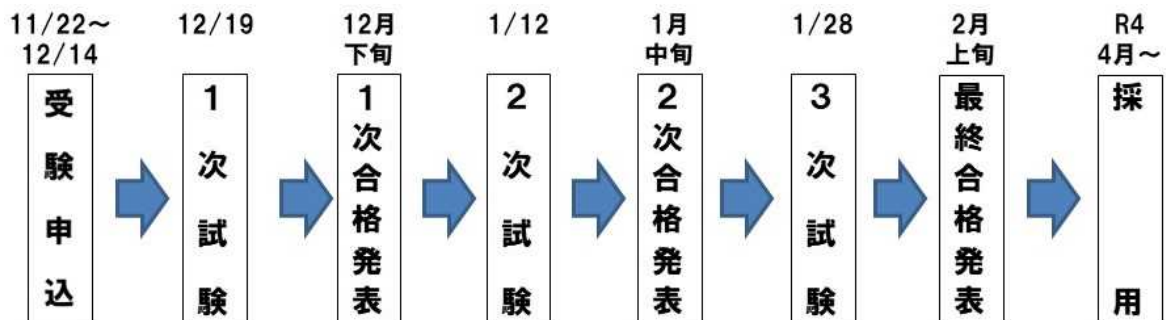 11/22～
12/14
受験申込
12/19
1次試験
12月
下旬
1次合格発表
1/12
2次試験
1月
中旬
2次合格発表
1/28
3次試験
2月
上旬
最終合格発表
R4
4月～
採用